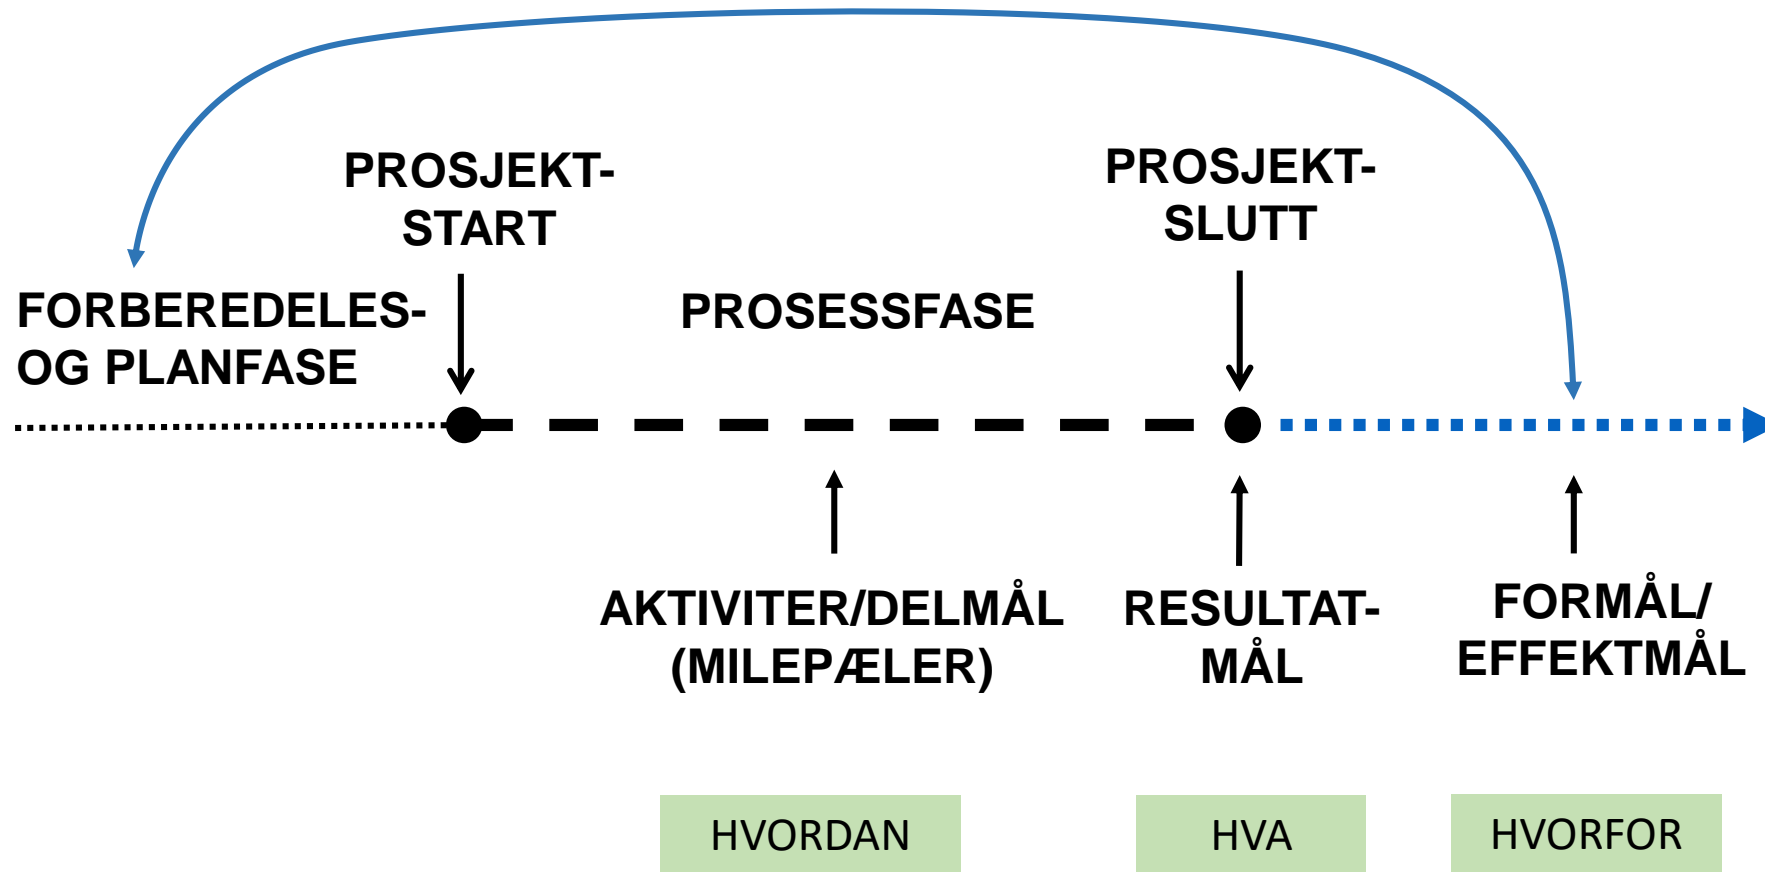 PROSJEKT-
START
PROSJEKT-
SLUTT
FORBEREDELES-
OG PLANFASE
PROSESSFASE
AKTIVITER/DELMÅL
(MILEPÆLER)
RESULTAT-
MÅL
FORMÅL/
EFFEKTMÅL
HVORDAN
HVA
HVORFOR